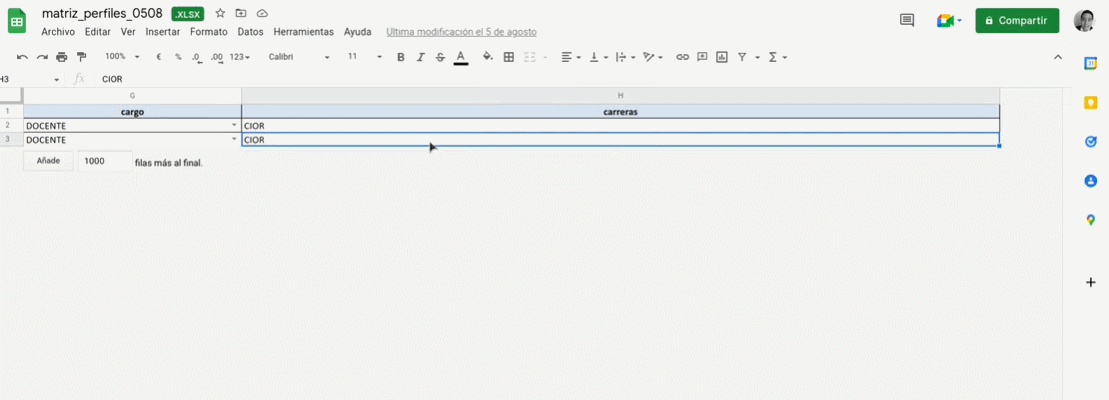 matriz_perfiles_0508 .XLSX
Compartir
Archivo Editar Ver Insertar Formato Datos Herramientas Ayuda Última modificación el 5 de agosto
100% € % .0 .00 123 Calibri 11 B I S A
H3 fx CIOR
G H
1 cargo carreras
2 DOCENTE CIOR
3 DOCENTE CIOR
Añade 1000 filas más al final.